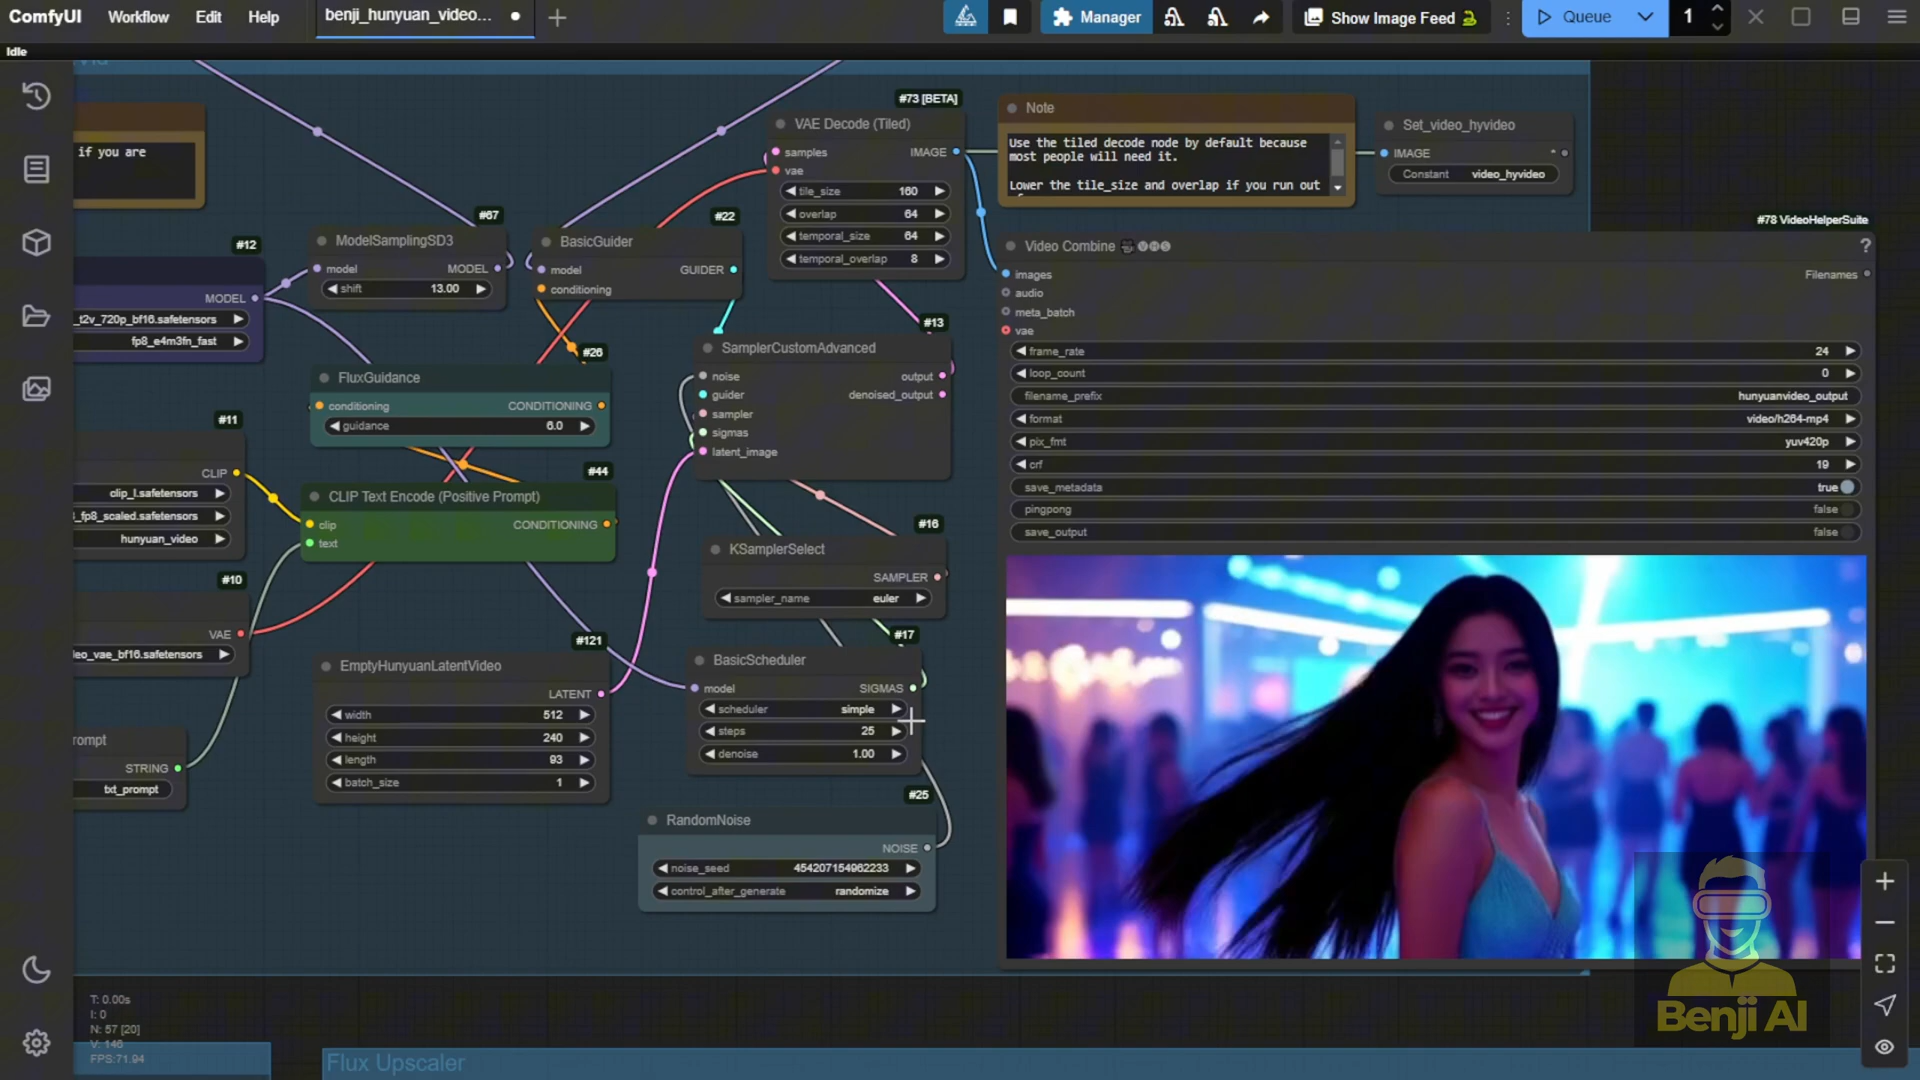 ComfyUI
Workflow
Edit
Help
benji_hunyuan_video...
Manager
Show Image Feed
Queue
1
Idle
if you are
#12
MODEL
_t2v_720p_bf16.safetensors
fp8_e4m3fn_fast
#11
CLIP
clip_l.safetensors
_fp8_scaled.safetensors
hunyuan_video
#10
VAE
eo_vae_bf16.safetensors
rompt
STRING
txt_prompt
#67
ModelSamplingSD3
model MODEL
shift 13.00
#22
BasicGuider
model GUIDER
conditioning
#26
FluxGuidance
conditioning CONDITIONING
guidance 6.0
#44
CLIP Text Encode (Positive Prompt)
clip CONDITIONING
text
#121
EmptyHunyuanLatentVideo
LATENT
width 512
height 240
length 93
batch_size 1
#73 [BETA]
VAE Decode (Tiled)
samples IMAGE
vae
tile_size 160
overlap 64
temporal_size 64
temporal_overlap 8
#13
SamplerCustomAdvanced
noise output
guider denoised_output
sampler
sigmas
latent_image
#16
KSamplerSelect
SAMPLER
sampler_name euler
#17
BasicScheduler
model SIGMAS
scheduler simple
steps 25
denoise 1.00
#25
RandomNoise
NOISE
noise_seed 454207154962233
control_after_generate randomize
Note
Use the tiled decode node by default because
most people will need it.
Lower the tile_size and overlap if you run out
Set_video_hyvideo
IMAGE
Constant video_hyvideo
#78 VideoHelperSuite
Video Combine
?
images Filenames
audio
meta_batch
vae
frame_rate 24
loop_count 0
filename_prefix hunyuanvideo_output
format video/h264-mp4
pix_fmt yuv420p
crf 19
save_metadata true
pingpong false
save_output false
Benji AI
T: 0.00s
I: 0
N: 57 [20]
V: 146
FPS:71.94
Flux Upscaler